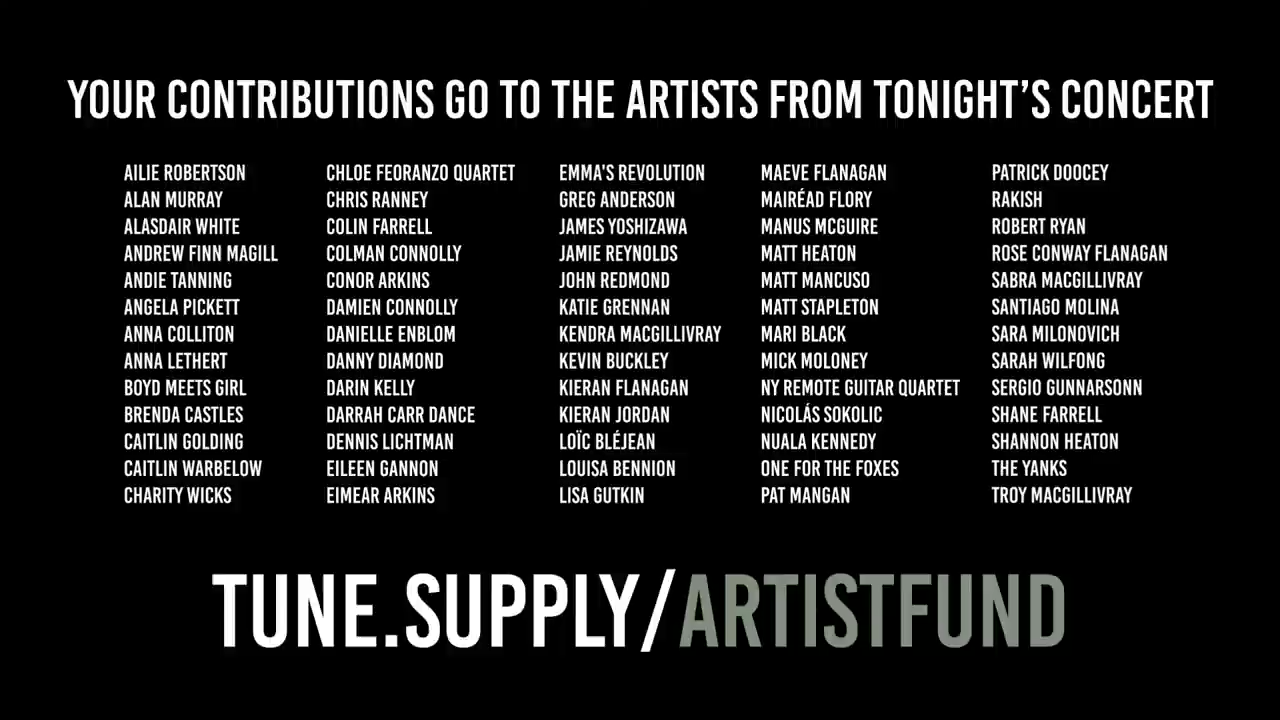 YOUR CONTRIBUTIONS GO TO THE ARTISTS FROM TONIGHT'S CONCERT
AILIE ROBERTSON
ALAN MURRAY
ALASDAIR WHITE
ANDREW FINN MAGILL
ANDIE TANNING
ANGELA PICKETT
ANNA COLLITON
ANNA LETHERT
BOYD MEETS GIRL
BRENDA CASTLES
CAITLIN GOLDING
CAITLIN WARBELOW
CHARITY WICKS
CHLOE FEORANZO QUARTET
CHRIS RANNEY
COLIN FARRELL
COLMAN CONNOLLY
CONOR ARKINS
DAMIEN CONNOLLY
DANIELLE ENBLOM
DANNY DIAMOND
DARIN KELLY
DARRAH CARR DANCE
DENNIS LICHTMAN
EILEEN GANNON
EIMEAR ARKINS
EMMA'S REVOLUTION
GREG ANDERSON
JAMES YOSHIZAWA
JAMIE REYNOLDS
JOHN REDMOND
KATIE GRENNAN
KENDRA MACGILLIVRAY
KEVIN BUCKLEY
KIERAN FLANAGAN
KIERAN JORDAN
LOÏC BLÉJEAN
LOUISA BENNION
LISA GUTKIN
MAEVE FLANAGAN
MAIRÉAD FLORY
MANUS MCGUIRE
MATT HEATON
MATT MANCUSO
MATT STAPLETON
MARI BLACK
MICK MOLONEY
NY REMOTE GUITAR QUARTET
NICOLÁS SOKOLIC
NUALA KENNEDY
ONE FOR THE FOXES
PAT MANGAN
PATRICK DOOCEY
RAKISH
ROBERT RYAN
ROSE CONWAY FLANAGAN
SABRA MACGILLIVRAY
SANTIAGO MOLINA
SARA MILONOVICH
SARAH WILFONG
SERGIO GUNNARSONN
SHANE FARRELL
SHANNON HEATON
THE YANKS
TROY MACGILLIVRAY
TUNE.SUPPLY/ARTISTFUND